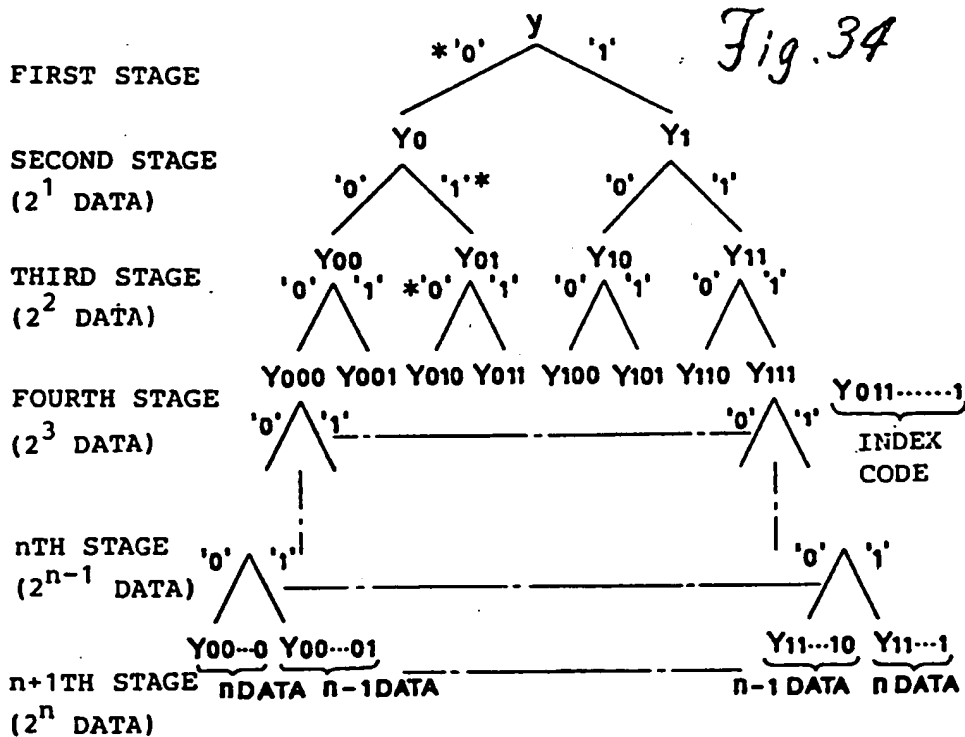 Fig. 34
y
FIRST STAGE *'0' '1'
Y0 Y1
SECOND STAGE
(2^1 DATA) '0' '1'* '0' '1'
Y00 Y01 Y10 Y11
THIRD STAGE '0' '1' *'0' '1' '0' '1' '0' '1'
(2^2 DATA)
Y000 Y001 Y010 Y011 Y100 Y101 Y110 Y111
FOURTH STAGE
(2^3 DATA) '0' '1' '0' '1'
Y011······1
INDEX
CODE
nTH STAGE '0' '1' '0' '1'
(2^n-1 DATA)
Y00···0 Y00···01 Y11···10 Y11···1
n+1TH STAGE n DATA n-1 DATA n-1 DATA n DATA
(2^n DATA)